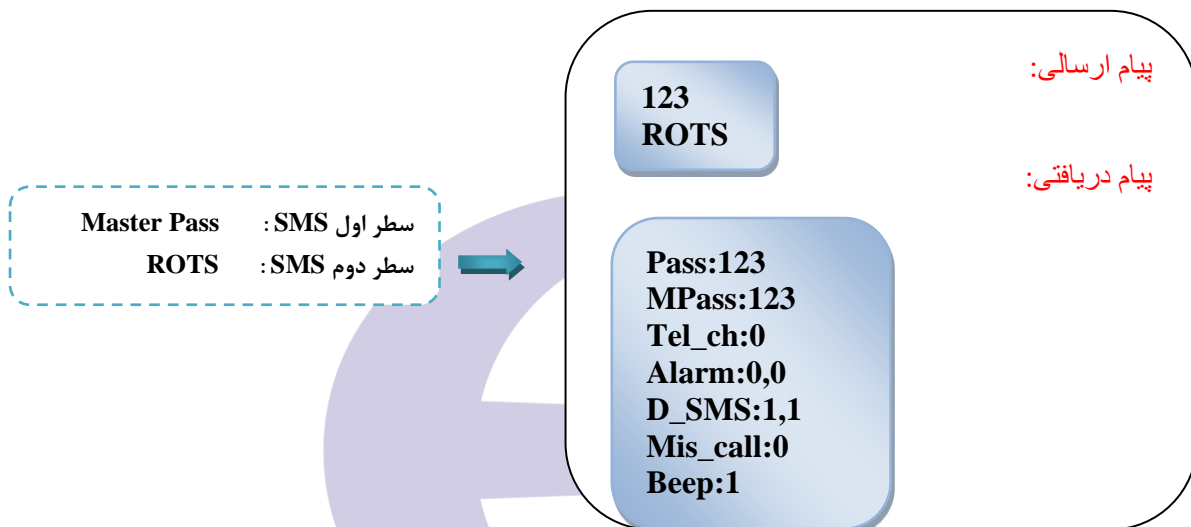 پیام ارسالی:
123
ROTS
پیام دریافتی:
سطر اول SMS : Master Pass
سطر دوم SMS : ROTS
Pass:123
MPass:123
Tel_ch:0
Alarm:0,0
D_SMS:1,1
Mis_call:0
Beep:1